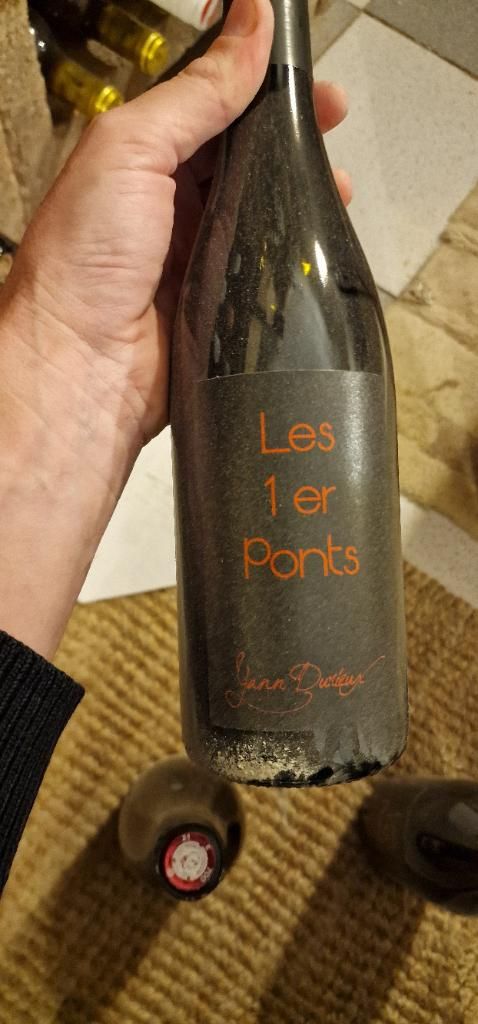 Les
1 er
Ponts
Yann Durieux